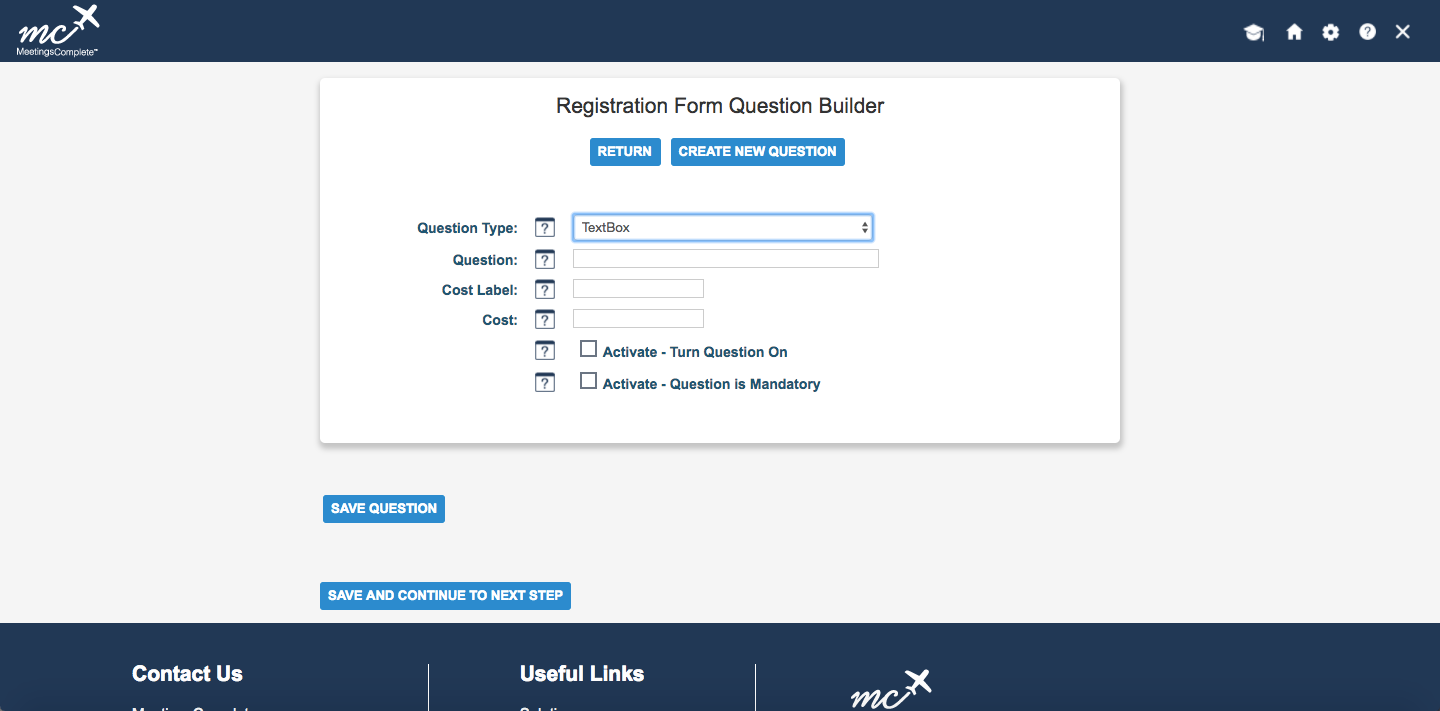 mc
MeetingsComplete™
Registration Form Question Builder
RETURN CREATE NEW QUESTION
Question Type: ? TextBox
Question: ?
Cost Label: ?
Cost: ?
? Activate - Turn Question On
? Activate - Question is Mandatory
SAVE QUESTION
SAVE AND CONTINUE TO NEXT STEP
Contact Us Useful Links
mc